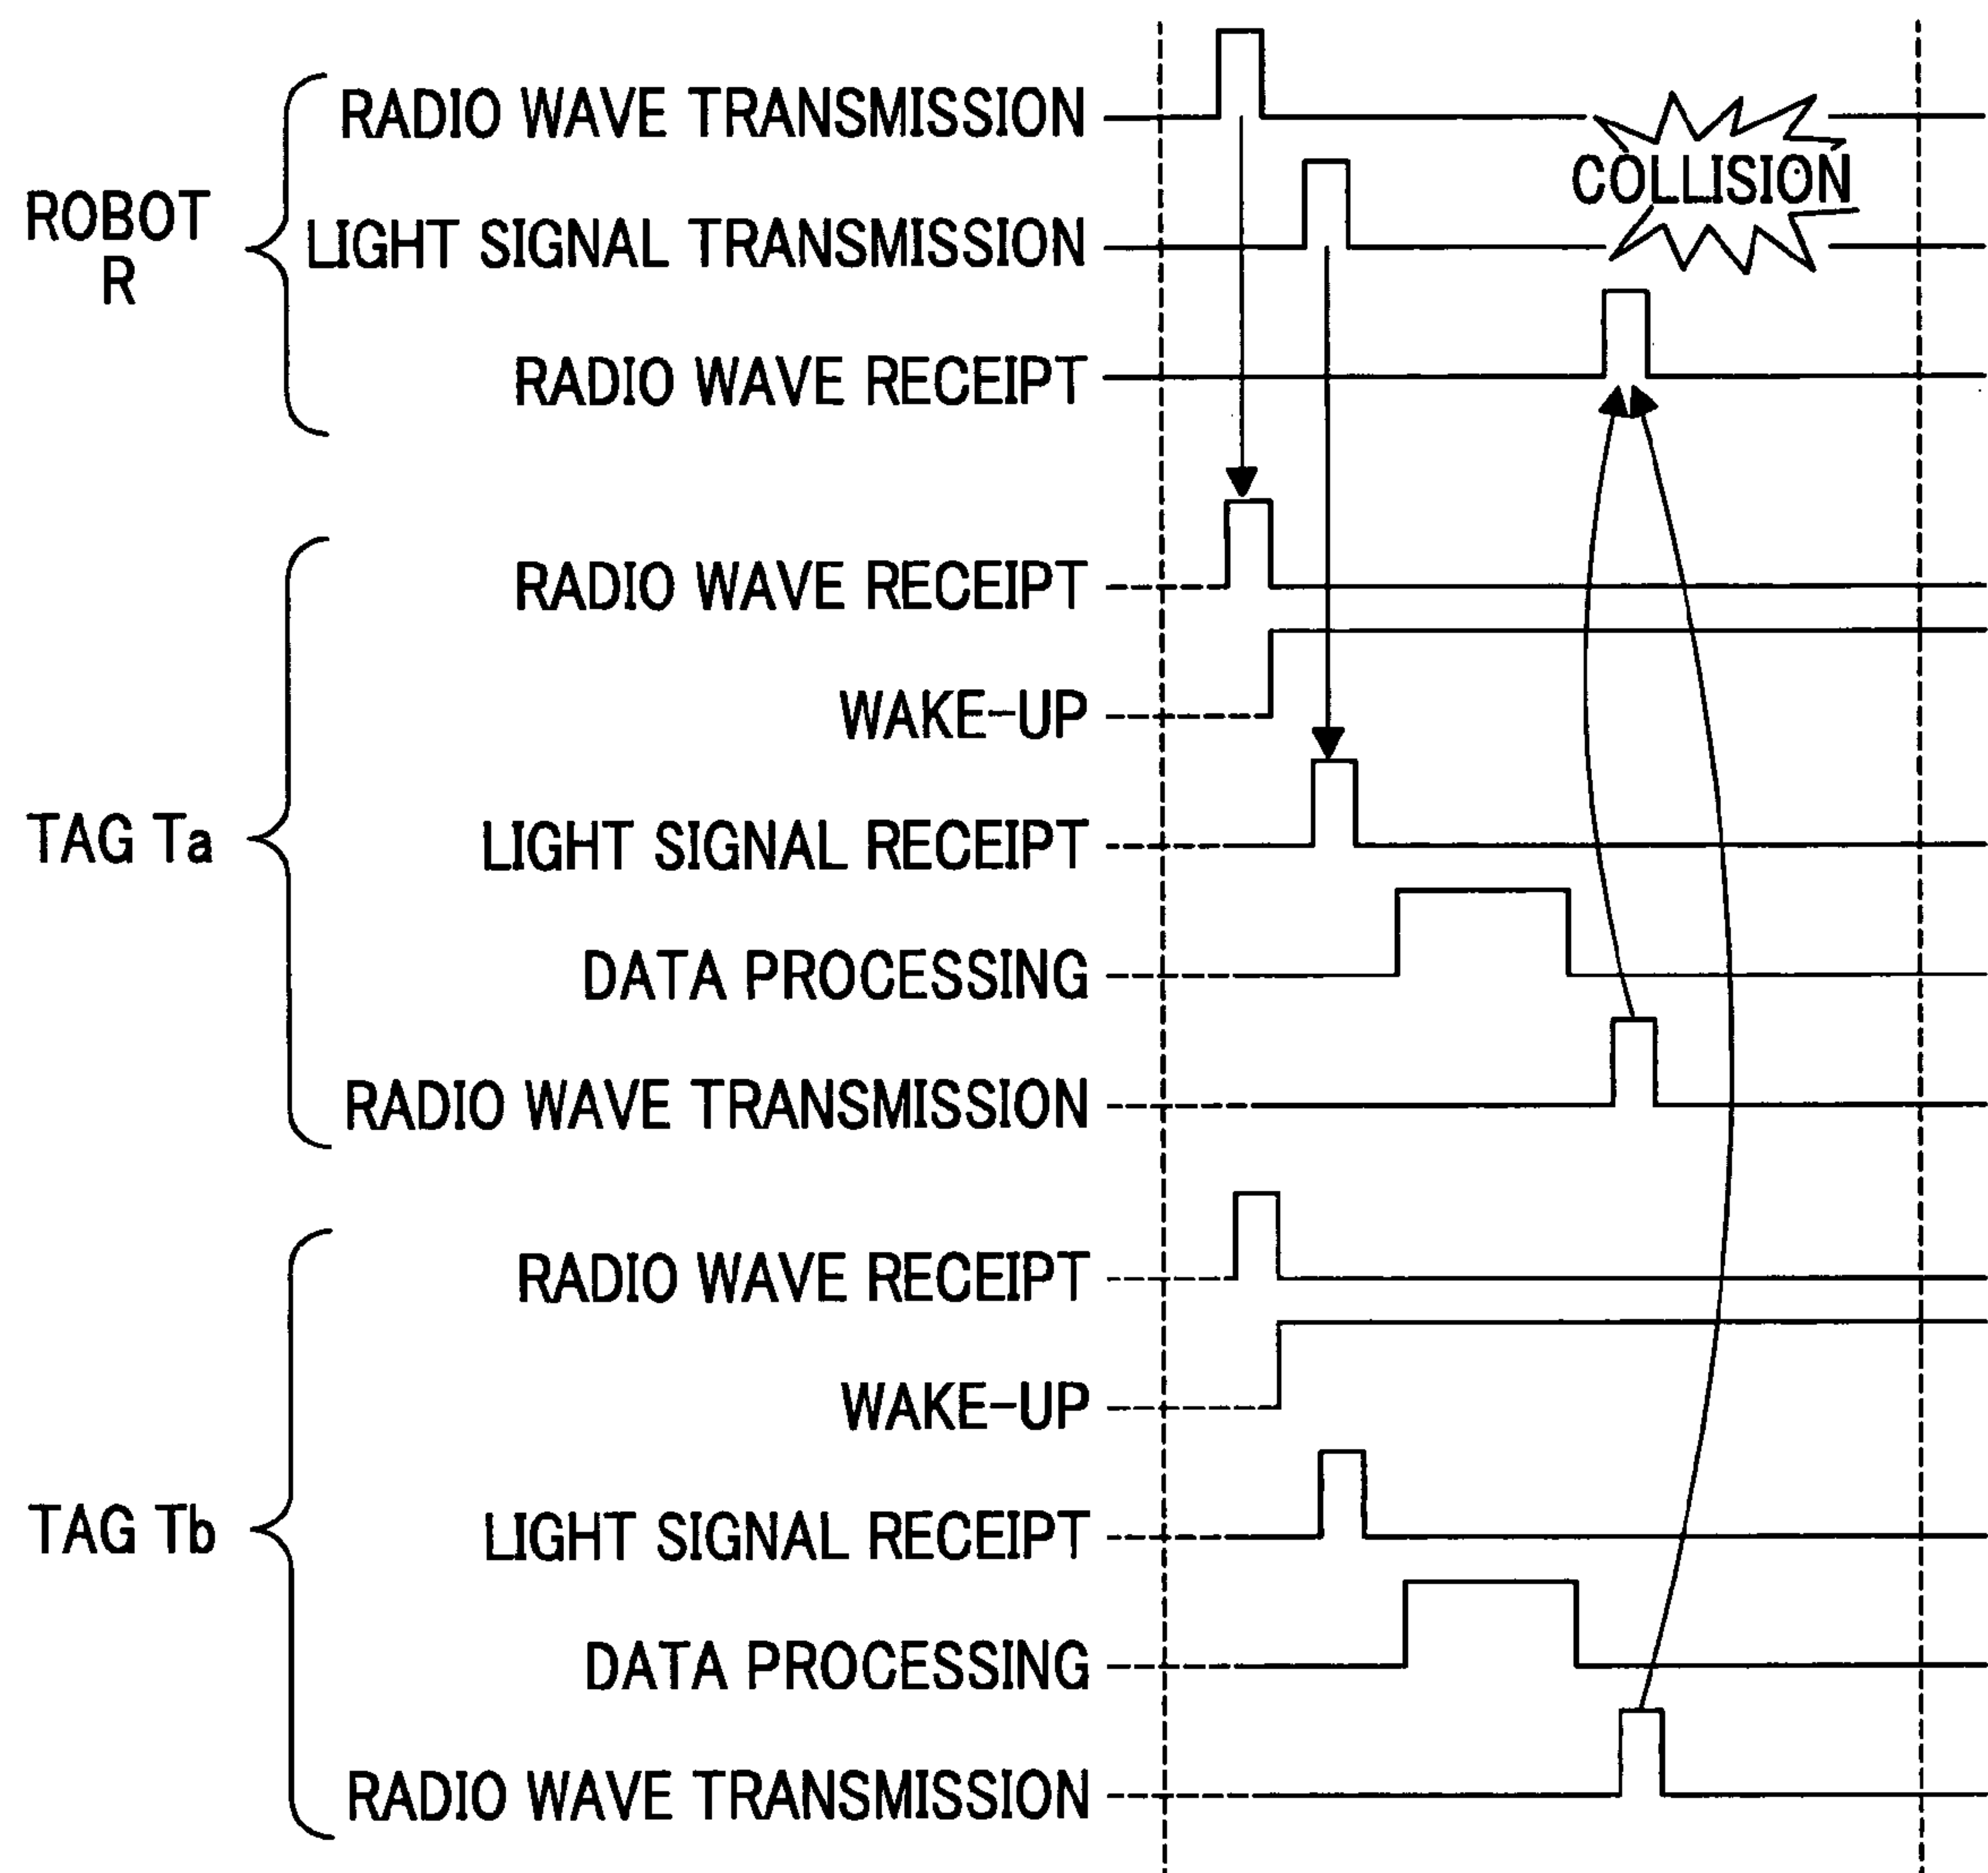 RADIO WAVE TRANSMISSION
COLLISION
ROBOT
R
LIGHT SIGNAL TRANSMISSION
RADIO WAVE RECEIPT
RADIO WAVE RECEIPT
WAKE-UP
TAG Ta
LIGHT SIGNAL RECEIPT
DATA PROCESSING
RADIO WAVE TRANSMISSION
RADIO WAVE RECEIPT
WAKE-UP
TAG Tb
LIGHT SIGNAL RECEIPT
DATA PROCESSING
RADIO WAVE TRANSMISSION